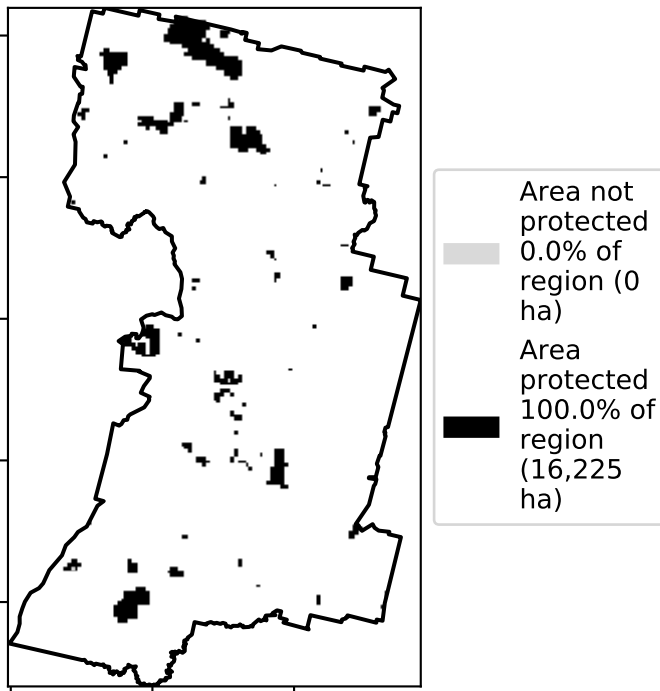 Area not
protected
0.0% of
region (0
ha)
Area
protected
100.0% of
region
(16,225
ha)